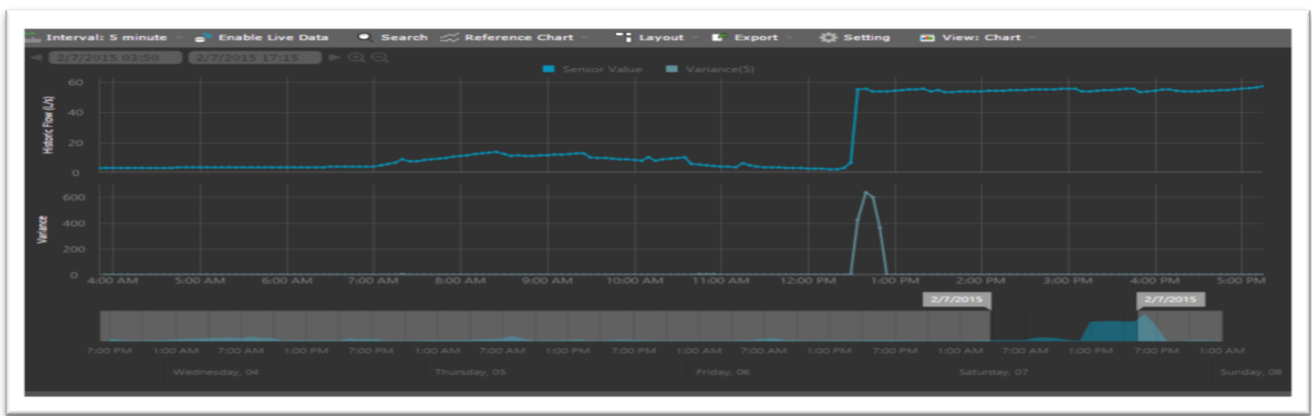 Interval: 5 minute Enable Live Data Search Reference Chart Layout Export Setting View: Chart
2/7/2015 03:50 2/7/2015 17:15
Sensor Value Variance(5)
Historic Flow (L/s)
60
40
20
0
Variance
600
400
200
0
4:00 AM 5:00 AM 6:00 AM 7:00 AM 8:00 AM 9:00 AM 10:00 AM 11:00 AM 12:00 PM 1:00 PM 2:00 PM 3:00 PM 4:00 PM 5:00 PM
2/7/2015 2/7/2015
7:00 PM 1:00 AM 7:00 AM 1:00 PM 7:00 PM 1:00 AM 7:00 AM 1:00 PM 7:00 PM 1:00 AM 7:00 AM 1:00 PM 7:00 PM 1:00 AM 7:00 AM 1:00 PM 7:00 PM 1:00 AM
Wednesday, 04 Thursday, 05 Friday, 06 Saturday, 07 Sunday, 08